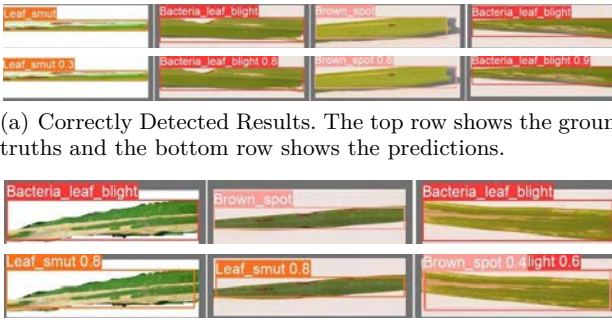 Leaf_smut Bacteria_leaf_blight Brown_spot Bacteria_leaf_blight
Leaf_smut 0.3 Bacteria_leaf_blight 0.8 Brown_spot 0.8 Bacteria_leaf_blight 0.9
(a) Correctly Detected Results. The top row shows the groun
truths and the bottom row shows the predictions.
Bacteria_leaf_blight Brown_spot Bacteria_leaf_blight
Leaf_smut 0.8 Leaf_smut 0.8 Brown_spot 0.4 light 0.6